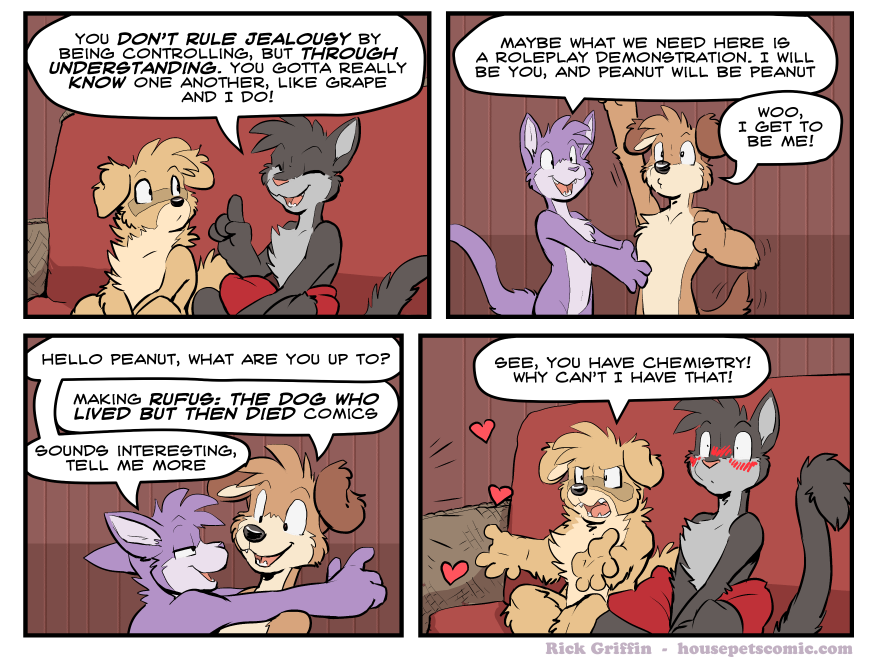 YOU DON'T RULE JEALOUSY BY
BEING CONTROLLING, BUT THROUGH
UNDERSTANDING. YOU GOTTA REALLY
KNOW ONE ANOTHER, LIKE GRAPE
AND I DO!
MAYBE WHAT WE NEED HERE IS
A ROLEPLAY DEMONSTRATION. I WILL
BE YOU, AND PEANUT WILL BE PEANUT
WOO,
I GET TO
BE ME!
HELLO PEANUT, WHAT ARE YOU UP TO?
MAKING RUFUS: THE DOG WHO
LIVED BUT THEN DIED COMICS
SOUNDS INTERESTING,
TELL ME MORE
SEE, YOU HAVE CHEMISTRY!
WHY CAN'T I HAVE THAT!
Rick Griffin - housepetscomic.com